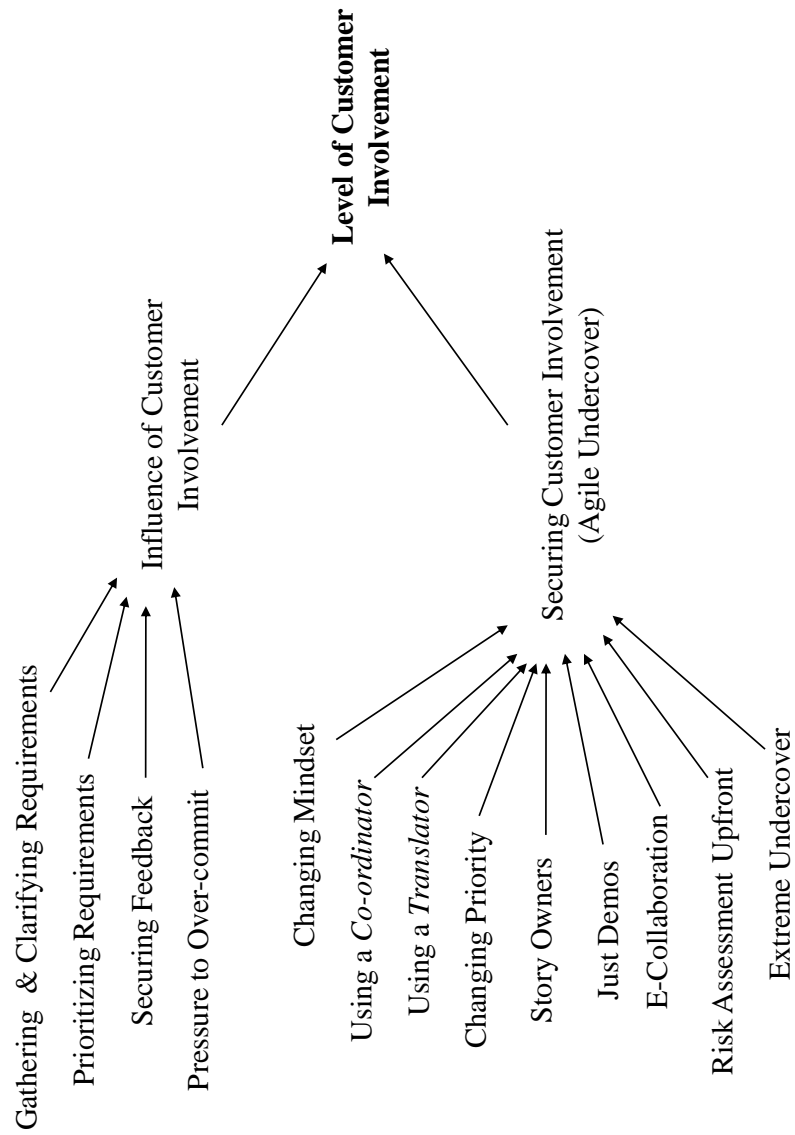 Gathering & Clarifying Requirements
Prioritizing Requirements
Securing Feedback
Pressure to Over-commit
Influence of Customer
Involvement
Changing Mindset
Using a Co-ordinator
Using a Translator
Changing Priority
Story Owners
Just Demos
E-Collaboration
Risk Assessment Upfront
Extreme Undercover
Securing Customer Involvement
(Agile Undercover)
Level of Customer
Involvement